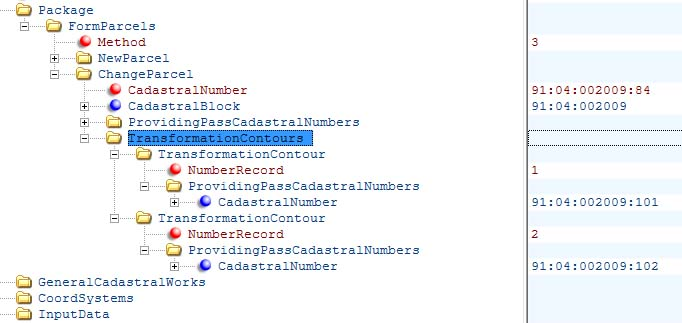 Package
FormParcels
Method 3
NewParcel
ChangeParcel
CadastralNumber 91:04:002009:84
CadastralBlock 91:04:002009
ProvidingPassCadastralNumbers
TransformationContours
TransformationContour
NumberRecord 1
ProvidingPassCadastralNumbers
CadastralNumber 91:04:002009:101
TransformationContour
NumberRecord 2
ProvidingPassCadastralNumbers
CadastralNumber 91:04:002009:102
GeneralCadastralWorks
CoordSystems
InputData